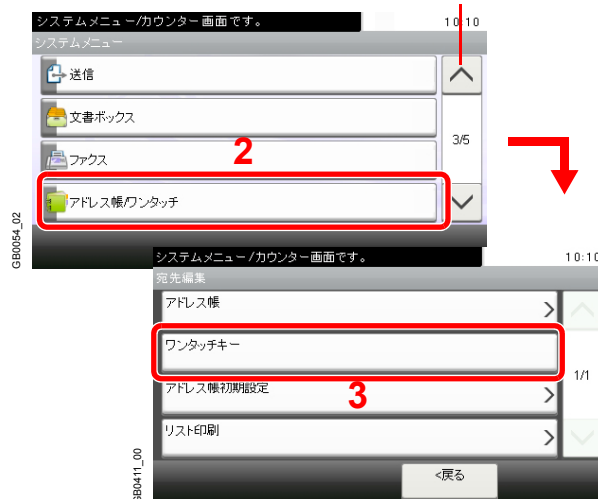 システムメニュー/カウンター画面です。
10:10
システムメニュー
送信
文書ボックス
3/5
ファクス
2
アドレス帳/ワンタッチ
GB0054_02
システムメニュー/カウンター画面です。
10:10
宛先編集
アドレス帳
ワンタッチキー
1/1
アドレス帳初期設定
3
リスト印刷
GB0411_00
<戻る